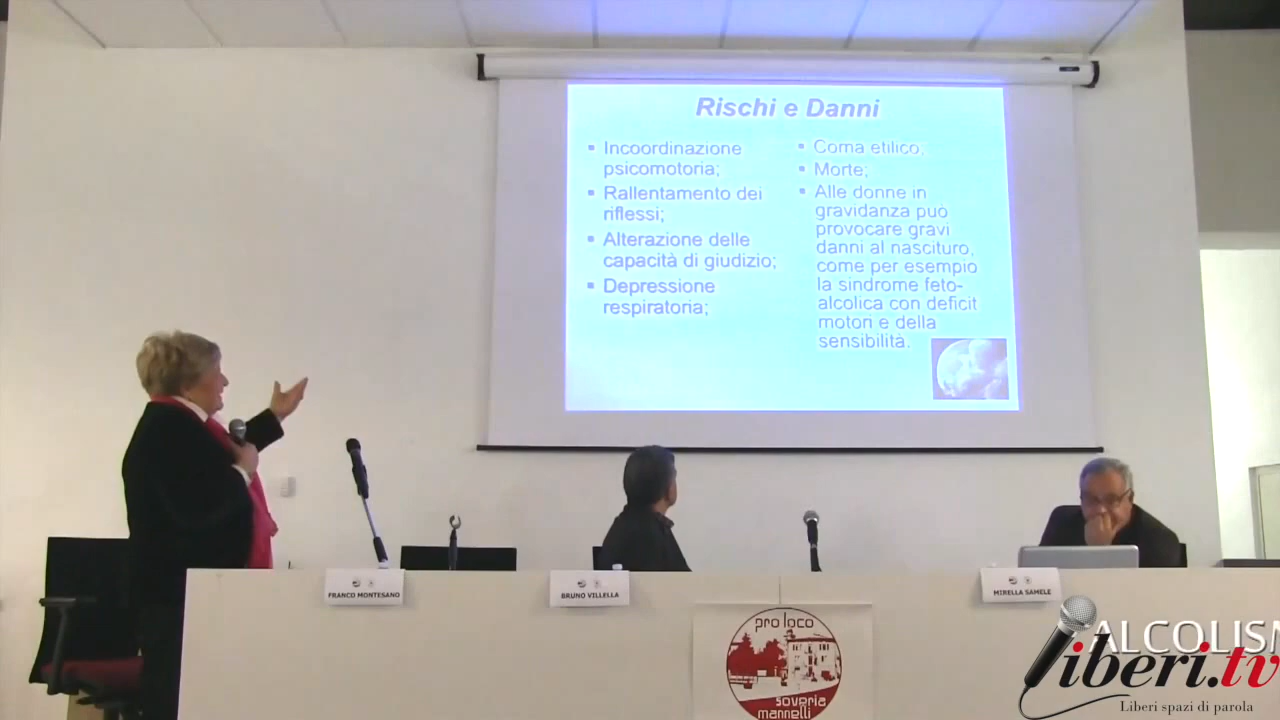 Rischi e Danni
▪ Incoordinazione
psicomotoria;
▪ Rallentamento dei
riflessi;
▪ Alterazione delle
capacità di giudizio;
▪ Depressione
respiratoria;
▪ Coma etilico;
▪ Morte;
▪ Alle donne in
gravidanza può
provocare gravi
danni al nascituro,
come per esempio
la sindrome feto-
alcolica con deficit
motori e della
sensibilità.
FRANCO MONTESANO
BRUNO VILLELLA
MIRELLA SAMELE
pro loco
soveria
mannelli
ALCOLISM
liberi.tv
Liberi spazi di parola